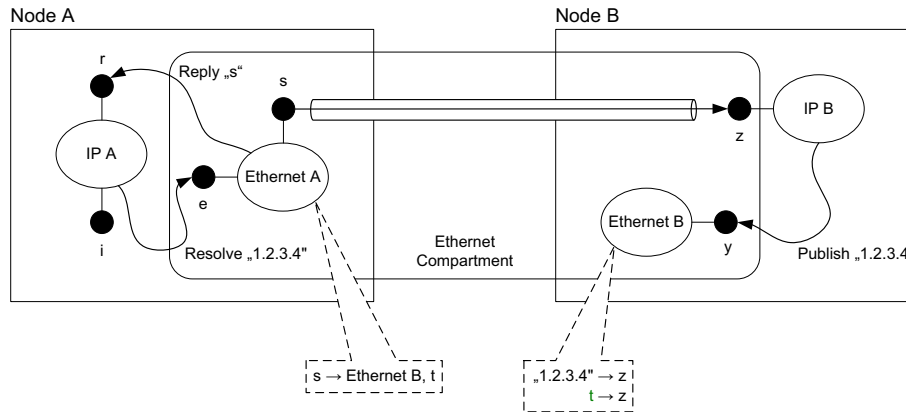 Node A
Node B
r
Reply „s“
s
IP A
IP B
z
Ethernet A
e
Ethernet B
i
Resolve „1.2.3.4"
Ethernet
Compartment
y
Publish „1.2.3.4
s → Ethernet B, t
„1.2.3.4" → z
t → z